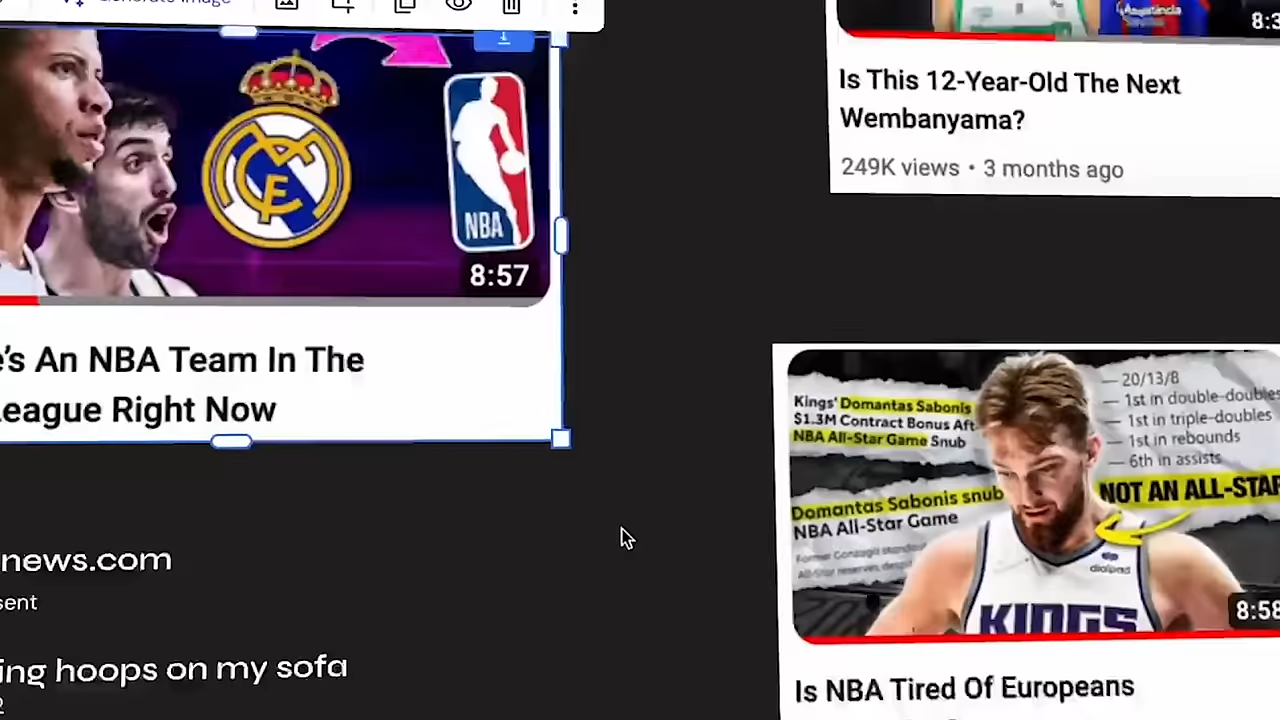 Generate Image
NBA
8:57
e's An NBA Team In The
League Right Now
news.com
sent
ing hoops on my sofa
Is This 12-Year-Old The Next
Wembanyama?
249K views • 3 months ago
Kings' Domantas Sabonis
$1.3M Contract Bonus Aft
NBA All-Star Game Snub
Domantas Sabonis snub
NBA All-Star Game
— 20/13/8
— 1st in double-doubles
— 1st in triple-doubles
— 1st in rebounds
— 6th in assists
NOT AN ALL-STAR
dialpad
KINGS
8:58
Is NBA Tired Of Europeans